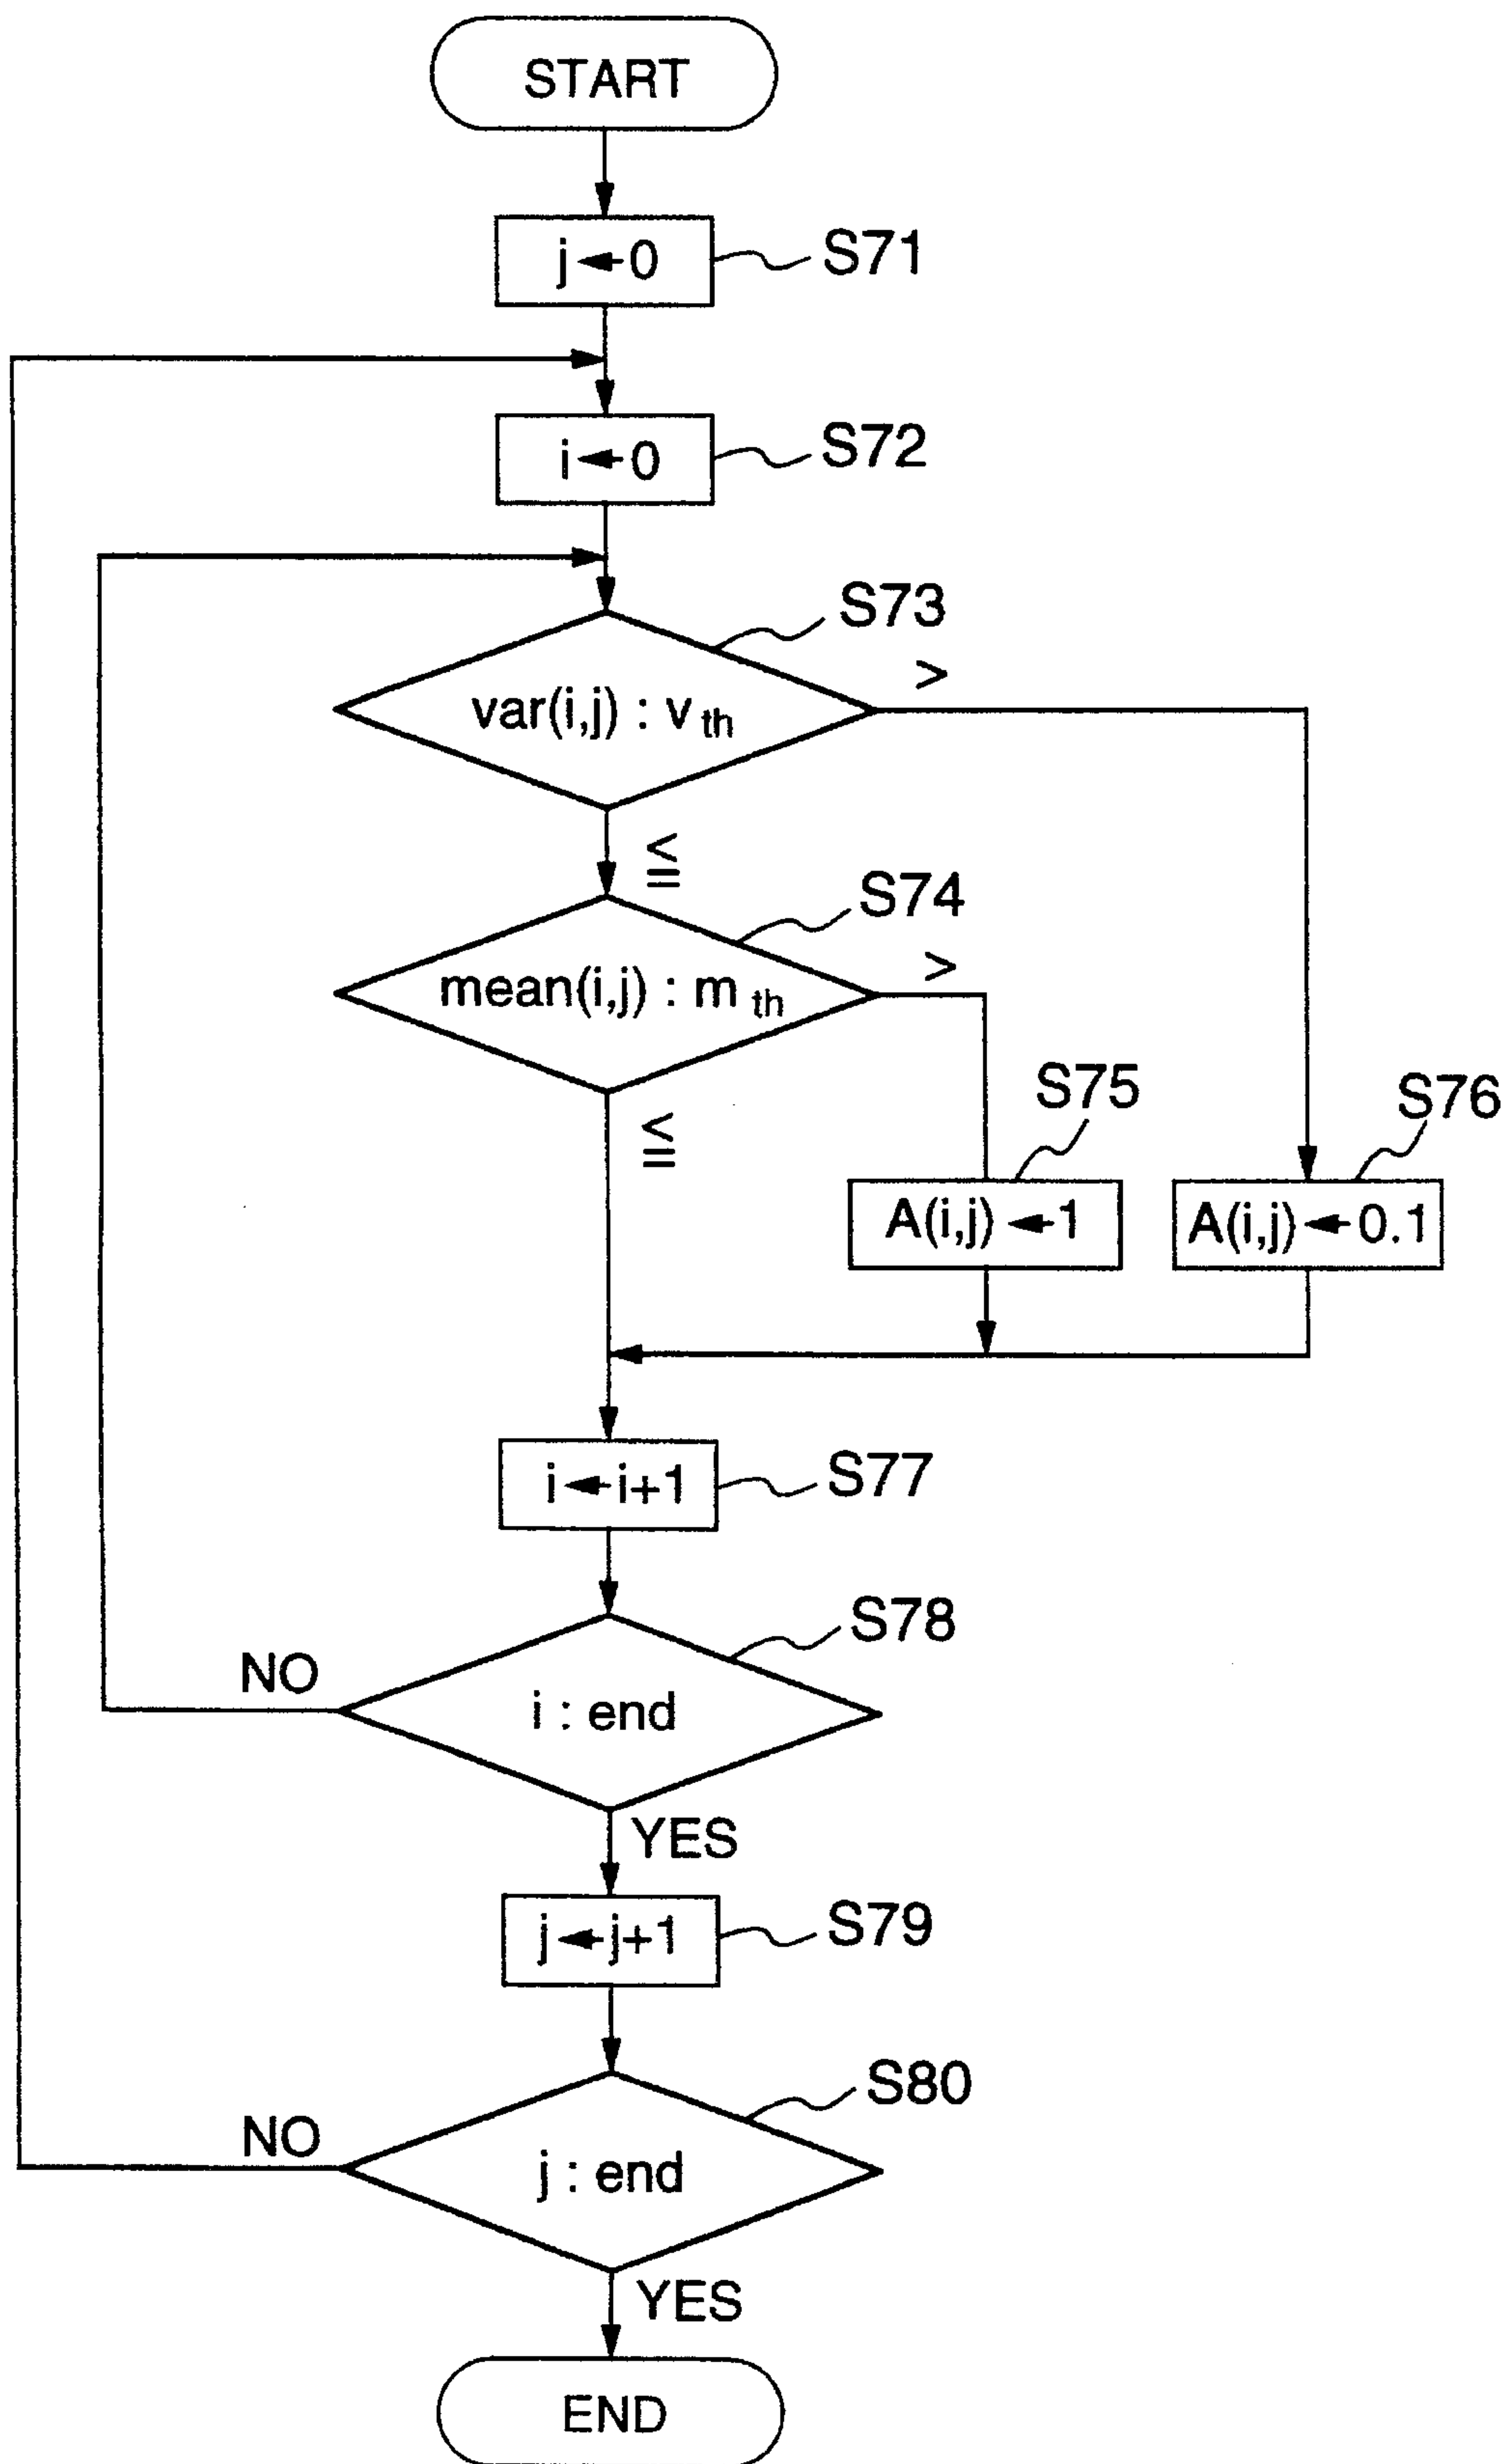 START
j ← 0
S71
i ← 0
S72
S73
>
var(i,j) : v th
≦
S74
>
mean(i,j) : m th
S75
S76
≦
A(i,j) ← 1
A(i,j) ← 0.1
i ← i+1
S77
S78
NO
i : end
YES
j ← j+1
S79
S80
NO
j : end
YES
END